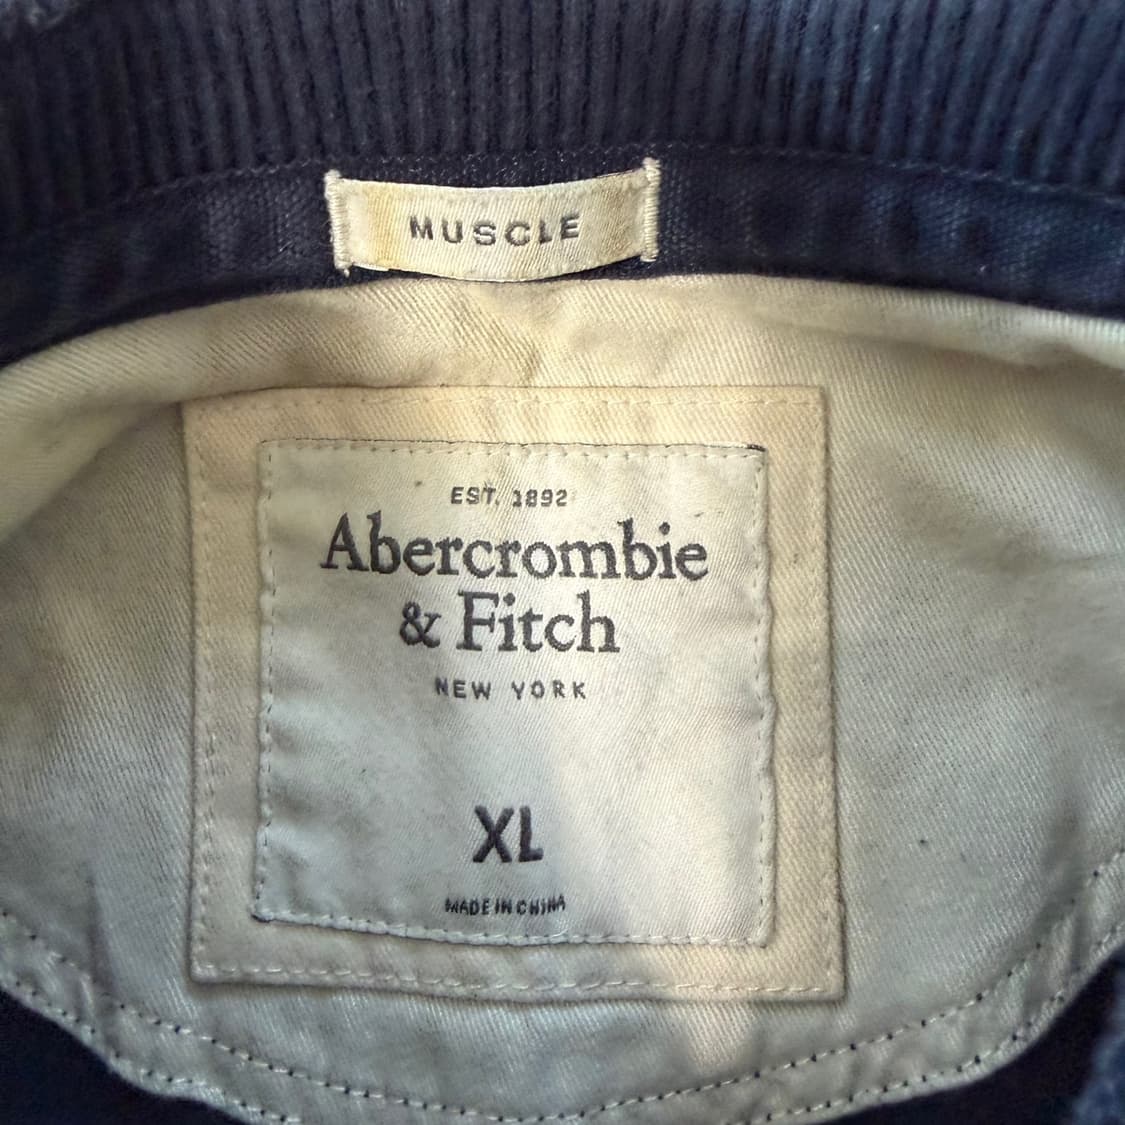 MUSCLE
EST. 1892
Abercrombie
& Fitch
NEW YORK
XL
MADE IN CHINA